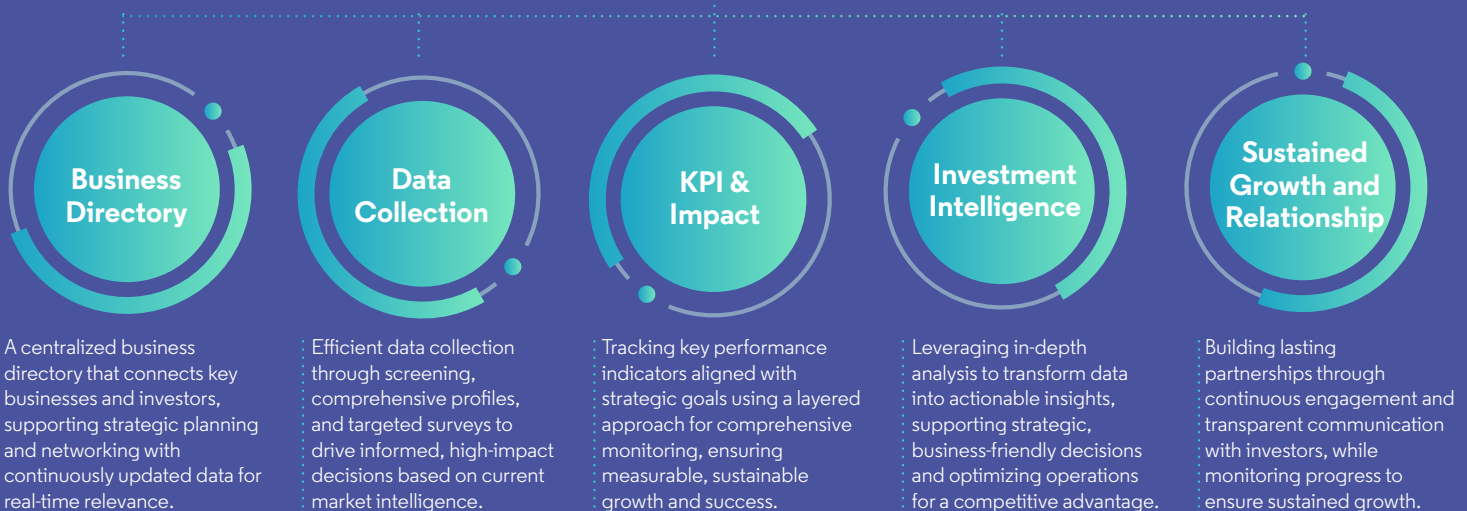 Business
Directory
Data
Collection
KPI &
Impact
Investment
Intelligence
Sustained
Growth and
Relationship
A centralized business
directory that connects key
businesses and investors,
supporting strategic planning
and networking with
continuously updated data for
real-time relevance.
Efficient data collection
through screening,
comprehensive profiles,
and targeted surveys to
drive informed, high-impact
decisions based on current
market intelligence.
Tracking key performance
indicators aligned with
strategic goals using a layered
approach for comprehensive
monitoring, ensuring
measurable, sustainable
growth and success.
Leveraging in-depth
analysis to transform data
into actionable insights,
supporting strategic,
business-friendly decisions
and optimizing operations
for a competitive advantage.
Building lasting
partnerships through
continuous engagement and
transparent communication
with investors, while
monitoring progress to
ensure sustained growth.